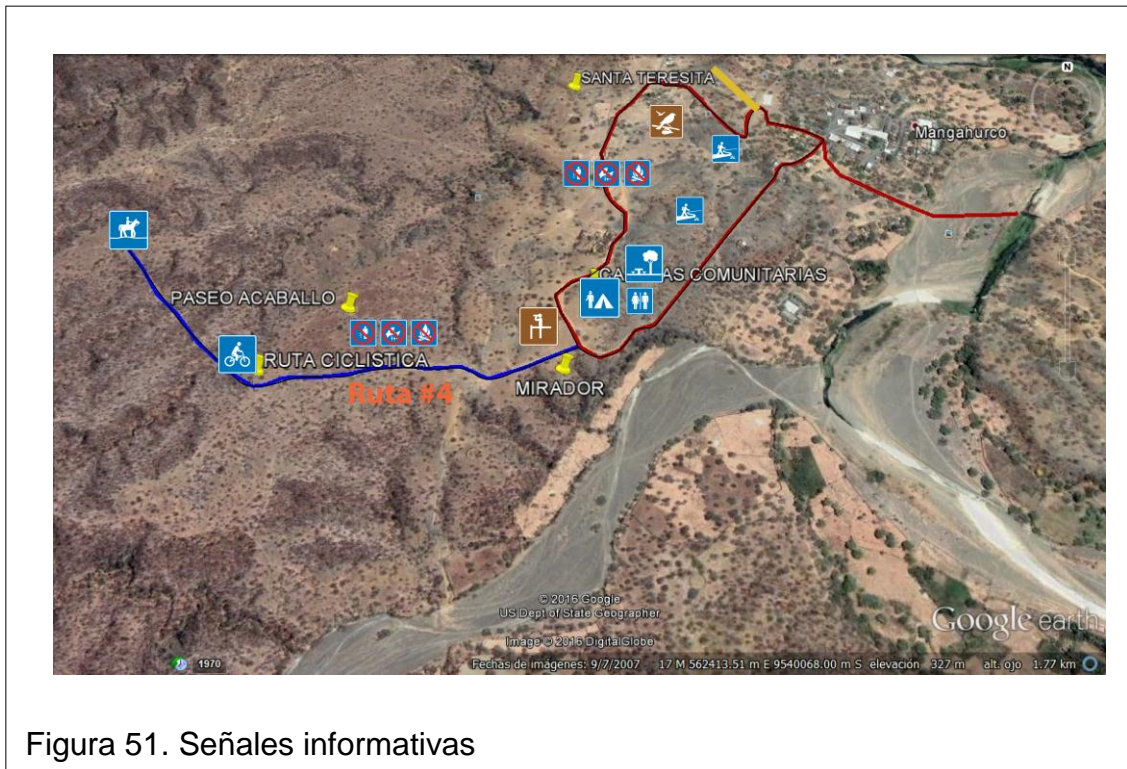 N
SANTA TERESITA
Mangahurco
CA AS COMUNITARIAS
PASEO ACABALLO
RUTA CICLISTICA
Ruta #4
MIRADOR
© 2016 Google
US Dept of State Geographer
Image © 2016 DigitalGlobe
Google earth
1970
Fechas de imágenes: 9/7/2007 17 M 562413.51 m E 9540068.00 m S elevación 327 m alt. ojo 1.77 km
Figura 51. Señales informativas